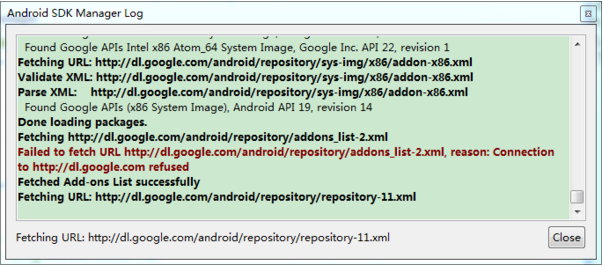 Android SDK Manager Log
Found Google APIs Intel x86 Atom_64 System Image, Google Inc. API 22, revision 1
Fetching URL: http://dl.google.com/android/repository/sys-img/x86/addon-x86.xml
Validate XML: http://dl.google.com/android/repository/sys-img/x86/addon-x86.xml
Parse XML: http://dl.google.com/android/repository/sys-img/x86/addon-x86.xml
Found Google APIs (x86 System Image), Android API 19, revision 14
Done loading packages.
Fetching http://dl.google.com/android/repository/addons_list-2.xml
Failed to fetch URL http://dl.google.com/android/repository/addons_list-2.xml, reason: Connection
to http://dl.google.com refused
Fetched Add-ons List successfully
Fetching URL: http://dl.google.com/android/repository/repository-11.xml
Fetching URL: http://dl.google.com/android/repository/repository-11.xml
Close